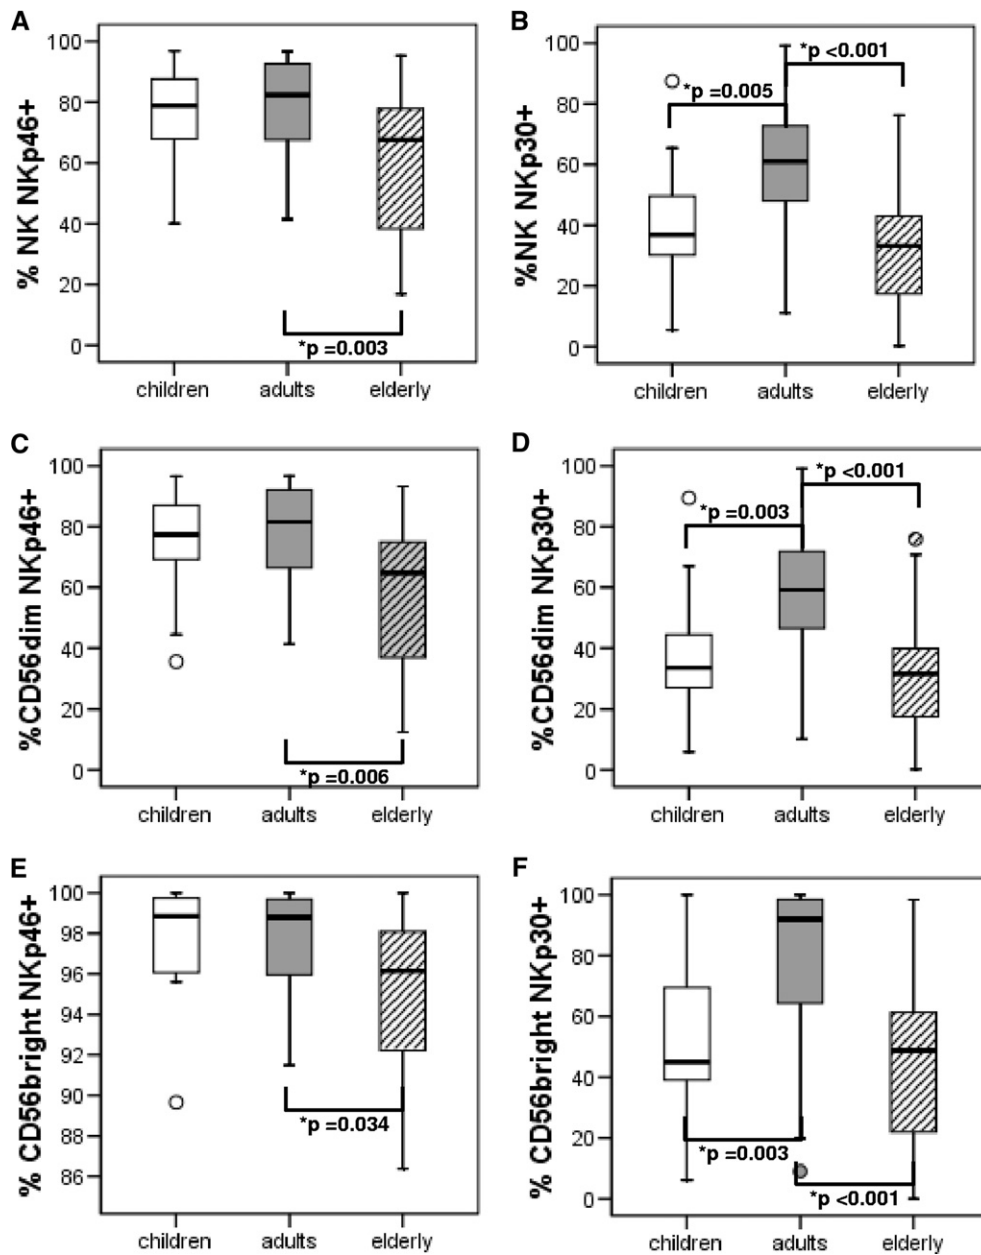 A
% NK NKp46+
100
80
60
40
20
0
*p =0.003
children adults elderly
B
%NK NKp30+
100
80
60
40
20
0
*p =0.005
*p <0.001
children adults elderly
C
%CD56dim NKp46+
100
80
60
40
20
0
*p =0.006
children adults elderly
D
%CD56dim NKp30+
100
80
60
40
20
0
*p =0.003
*p <0.001
children adults elderly
E
% CD56bright NKp46+
100
98
96
94
92
90
88
86
*p =0.034
children adults elderly
F
% CD56bright NKp30+
100
80
60
40
20
0
*p =0.003
*p <0.001
children adults elderly